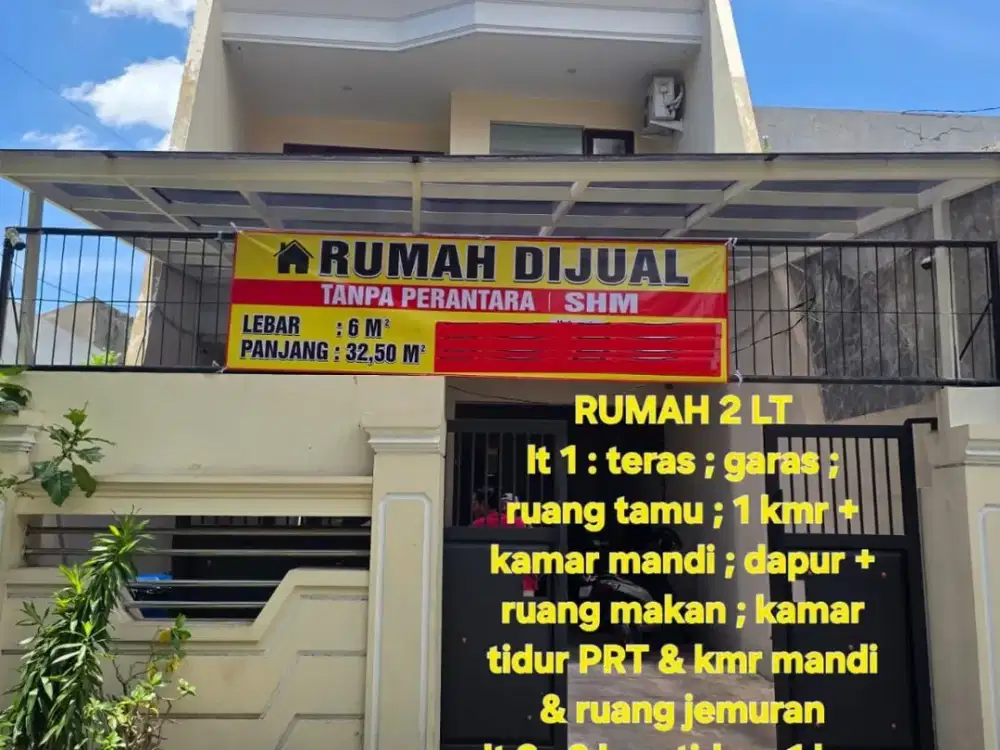 RUMAH DIJUAL
TANPA PERANTARA | SHM
LEBAR : 6 M²
PANJANG : 32,50 M²
RUMAH 2 LT
lt 1 : teras ; garas ;
ruang tamu ; 1 kmr +
kamar mandi ; dapur +
ruang makan ; kamar
tidur PRT & kmr mandi
& ruang jemuran